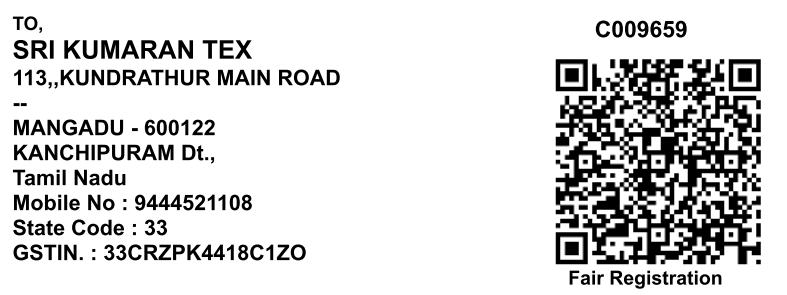 TO,
SRI KUMARAN TEX
113,,KUNDRATHUR MAIN ROAD
--
MANGADU - 600122
KANCHIPURAM Dt.,
Tamil Nadu
Mobile No : 9444521108
State Code : 33
GSTIN. : 33CRZPK4418C1ZO
C009659
Fair Registration